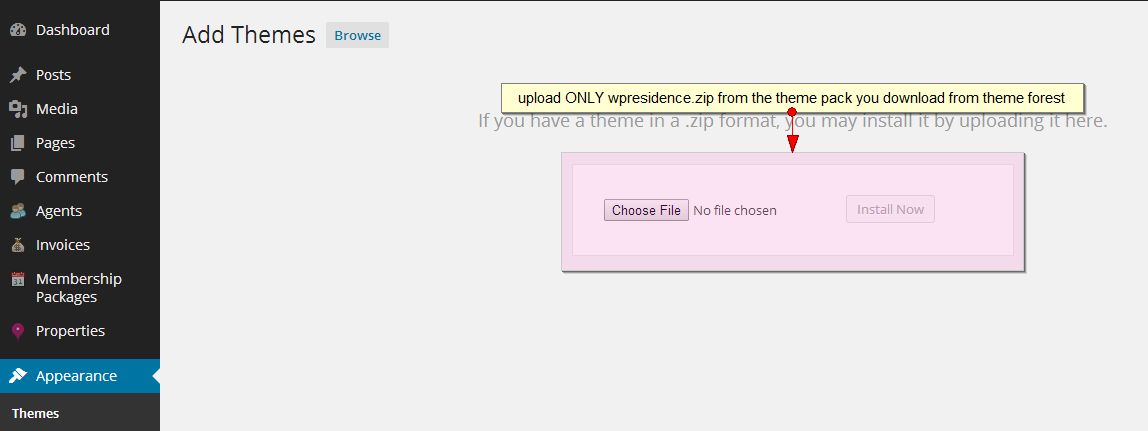 Dashboard
Posts
Media
Pages
Comments
Agents
Invoices
Membership
Packages
Properties
Appearance
Themes
Add Themes Browse
upload ONLY wpresidence.zip from the theme pack you download from theme forest
If you have a theme in a .zip format, you may install it by uploading it here.
Choose File No file chosen Install Now